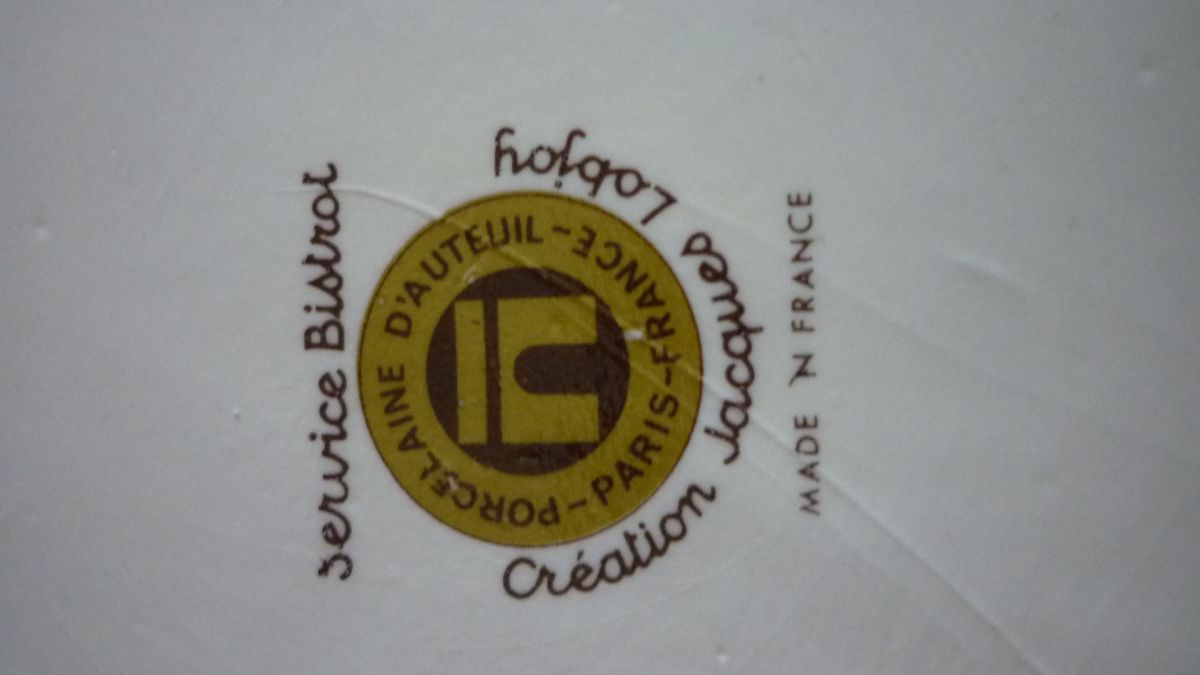 Service Bistrot
PORCELAINE D'AUTEUIL - FRANCE -
- PARIS -
Création Jacques Lobjoy
MADE IN FRANCE